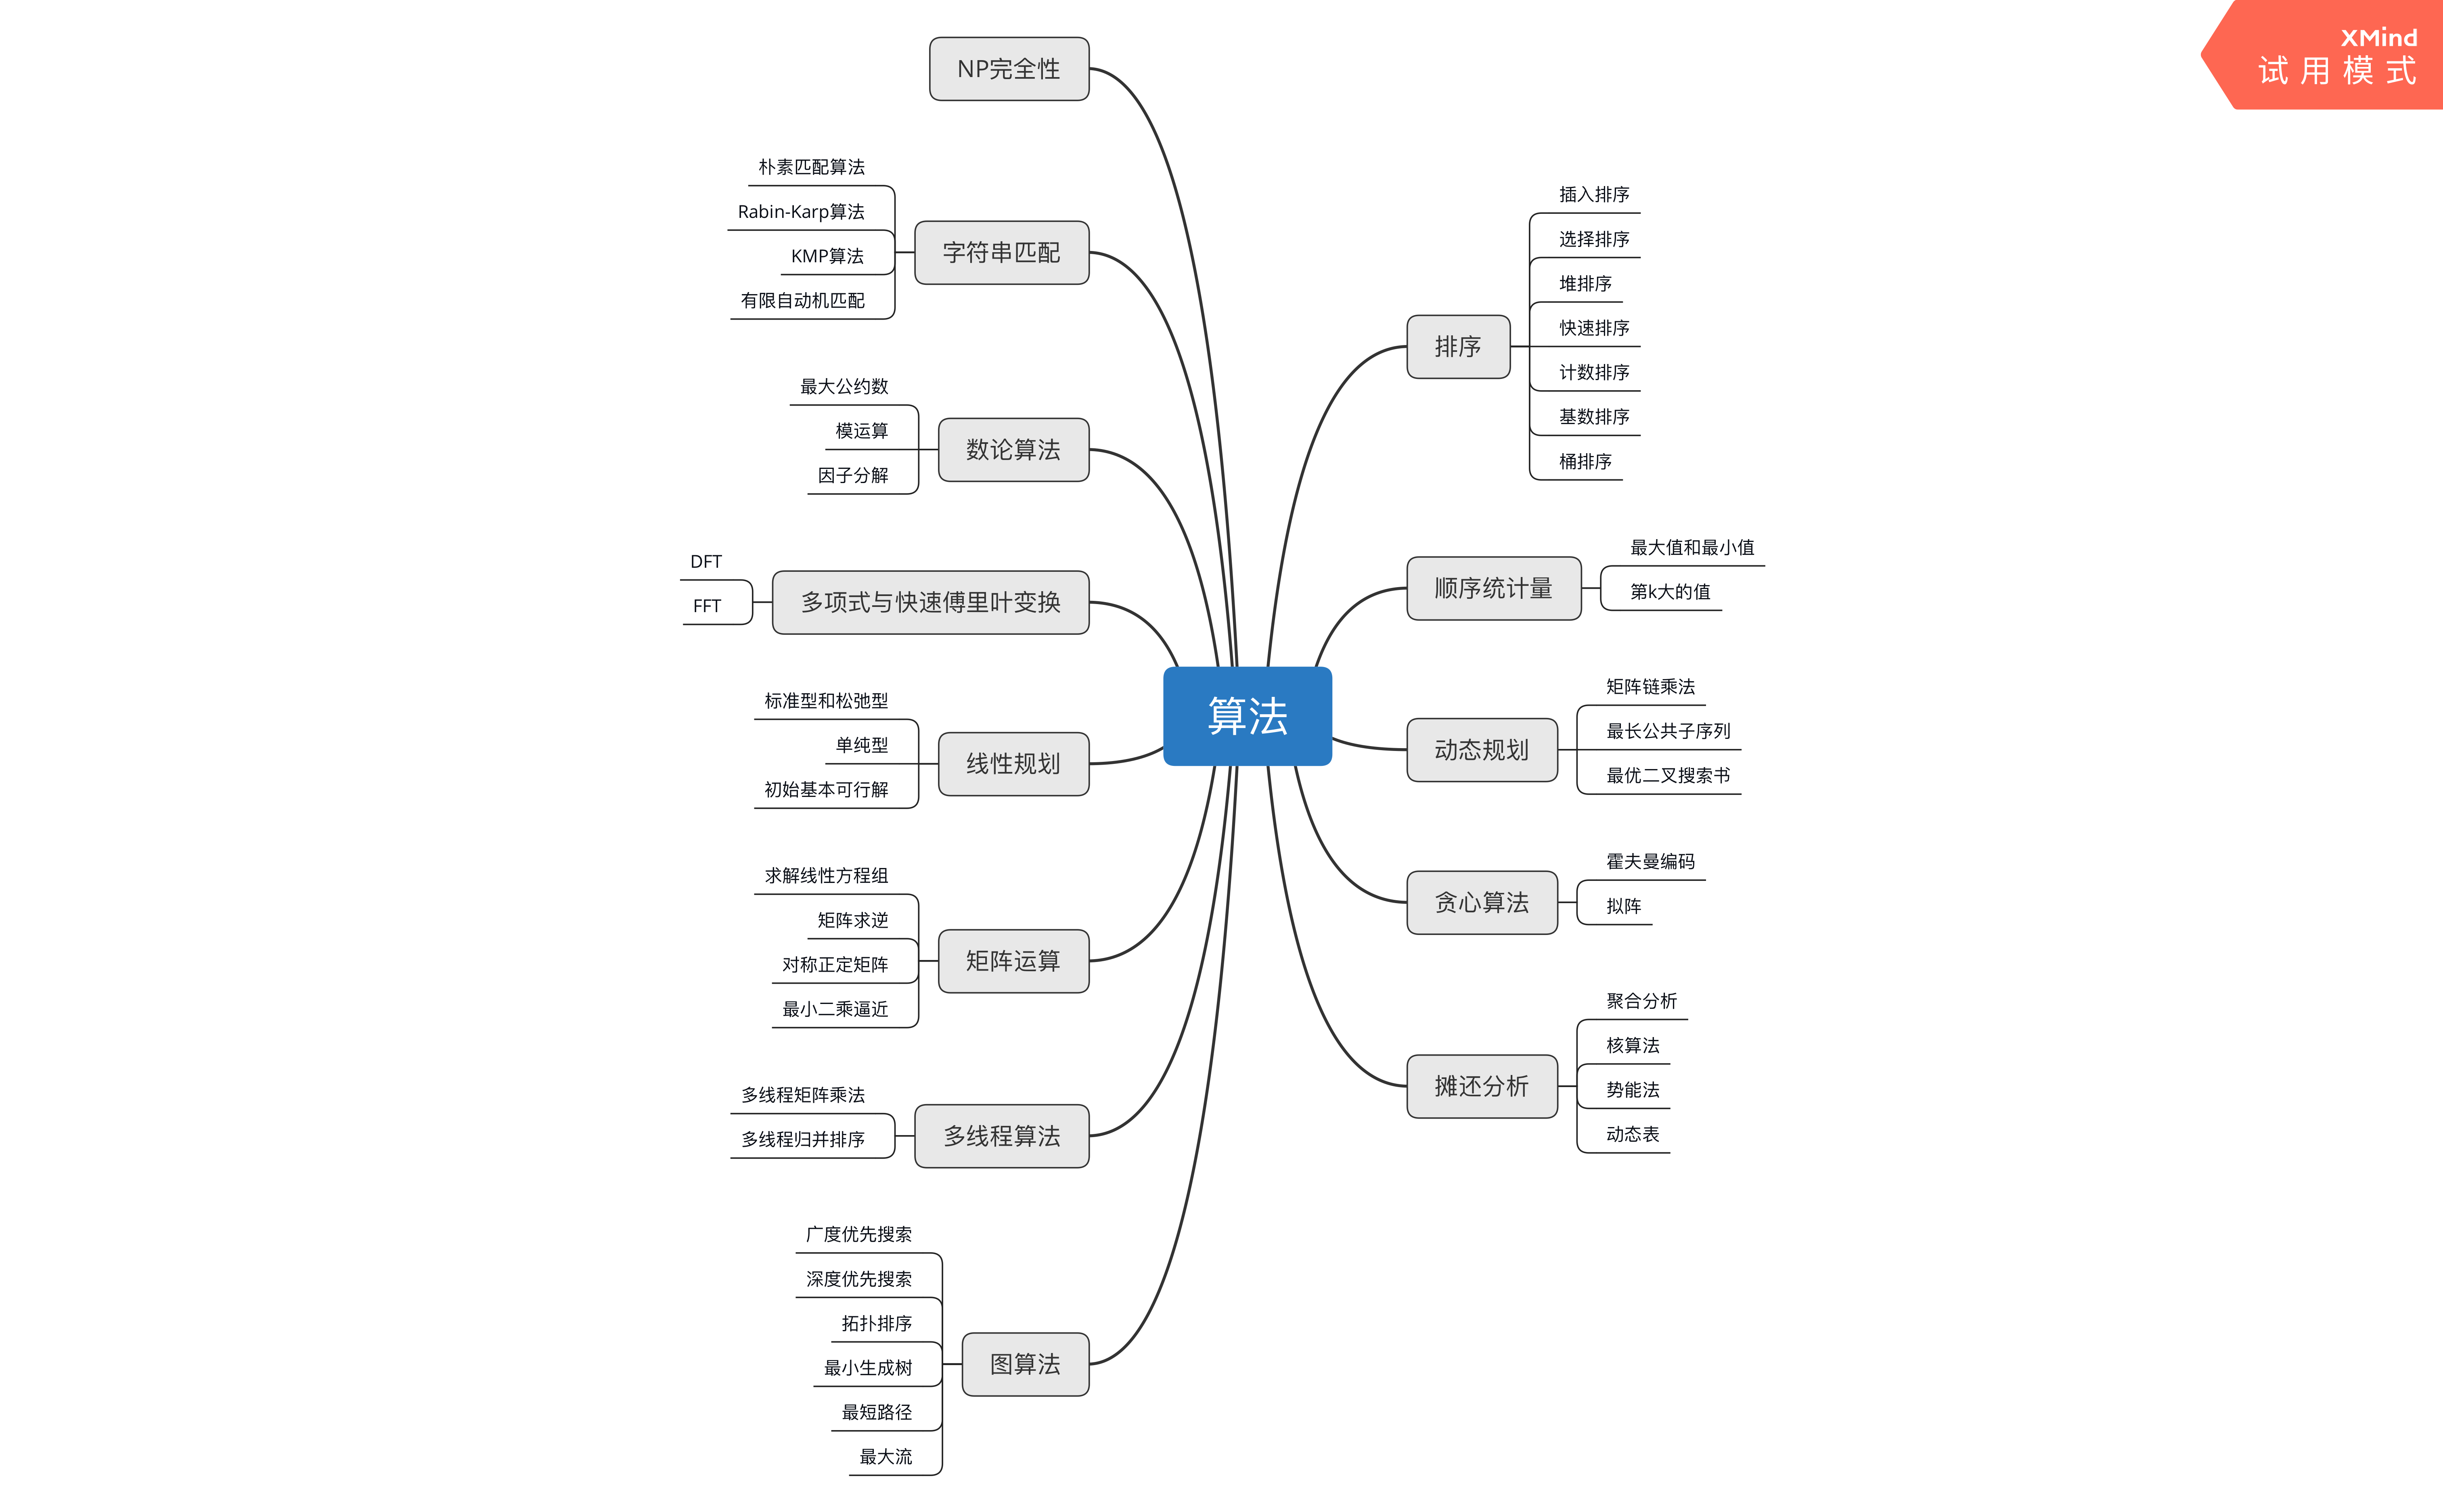 XMind
试用模式
算法
排序
插入排序
选择排序
堆排序
快速排序
计数排序
基数排序
桶排序
顺序统计量
最大值和最小值
第k大的值
动态规划
矩阵链乘法
最长公共子序列
最优二叉搜索书
贪心算法
霍夫曼编码
拟阵
摊还分析
聚合分析
核算法
势能法
动态表
NP完全性
字符串匹配
朴素匹配算法
Rabin-Karp算法
KMP算法
有限自动机匹配
数论算法
最大公约数
模运算
因子分解
多项式与快速傅里叶变换
DFT
FFT
线性规划
标准型和松弛型
单纯型
初始基本可行解
矩阵运算
求解线性方程组
矩阵求逆
对称正定矩阵
最小二乘逼近
多线程算法
多线程矩阵乘法
多线程归并排序
图算法
广度优先搜索
深度优先搜索
拓扑排序
最小生成树
最短路径
最大流